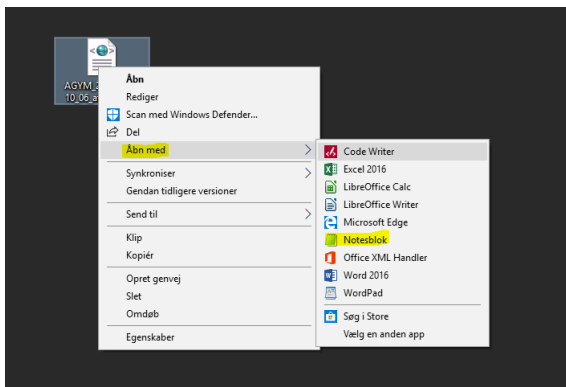 AGYM_2
10_06_a
Åbn
Rediger
Scan med Windows Defender...
Del
Åbn med
Synkroniser
Gendan tidligere versioner
Send til
Klip
Kopiér
Opret genvej
Slet
Omdøb
Egenskaber
Code Writer
Excel 2016
LibreOffice Calc
LibreOffice Writer
Microsoft Edge
Notesblok
Office XML Handler
Word 2016
WordPad
Søg i Store
Vælg en anden app